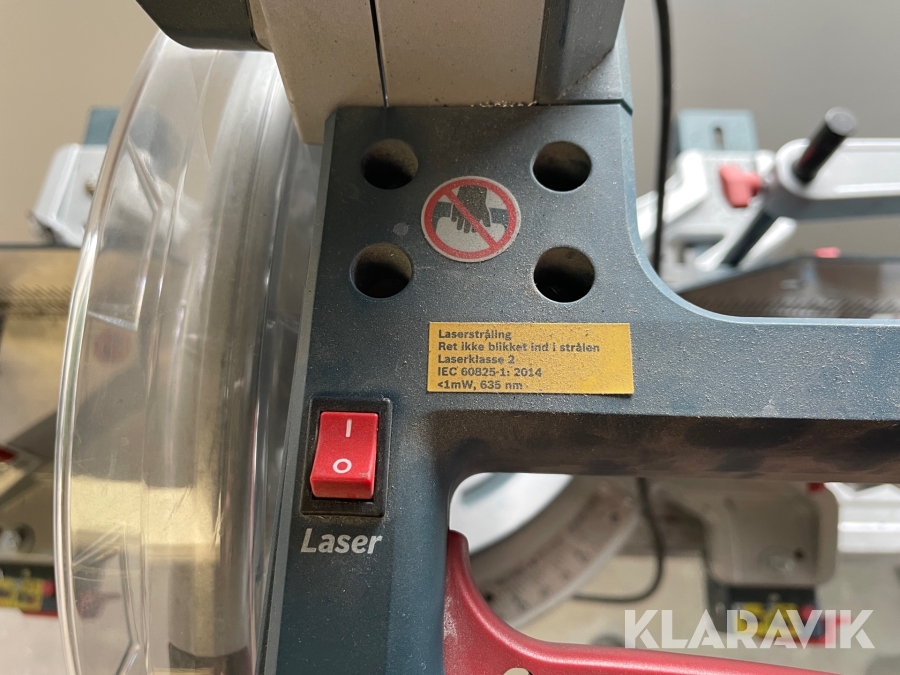 Laserstråling
Ret ikke blikket ind i strålen
Laserklasse 2
IEC 60825-1: 2014
<1mW, 635 nm
I
O
Laser
KLARAVIK